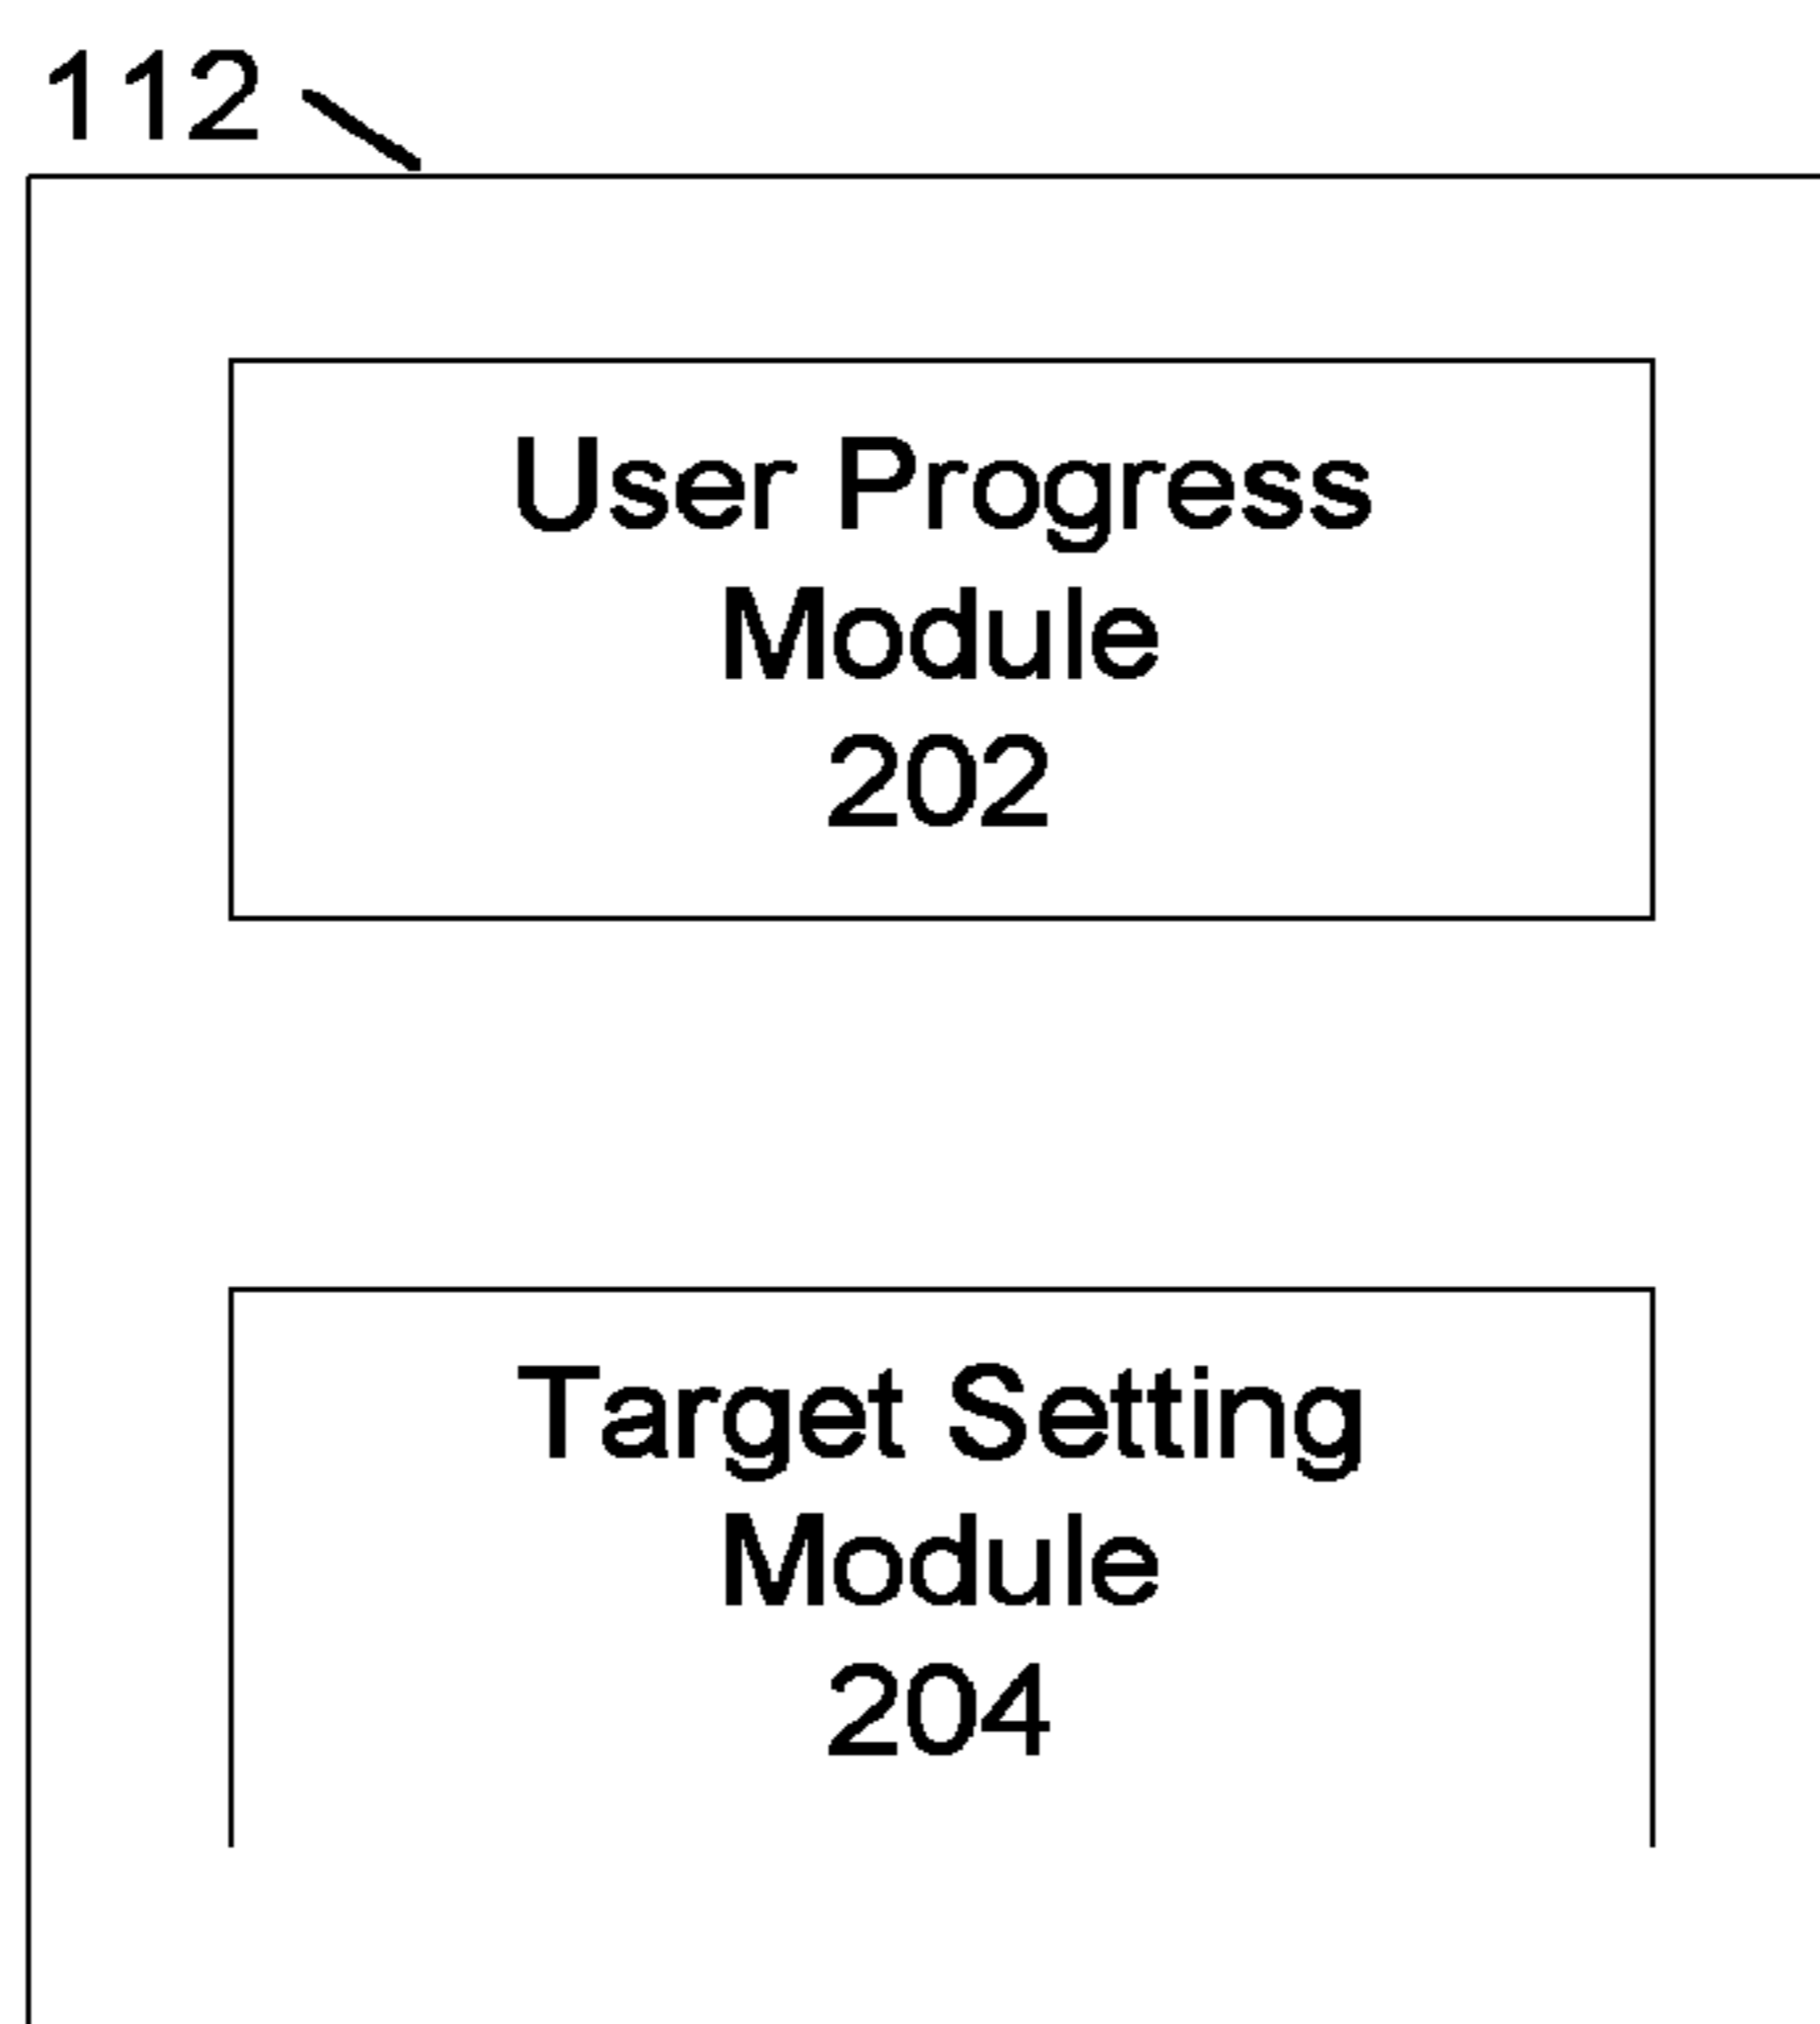 112
User Progress
Module
202
Target Setting
Module
204